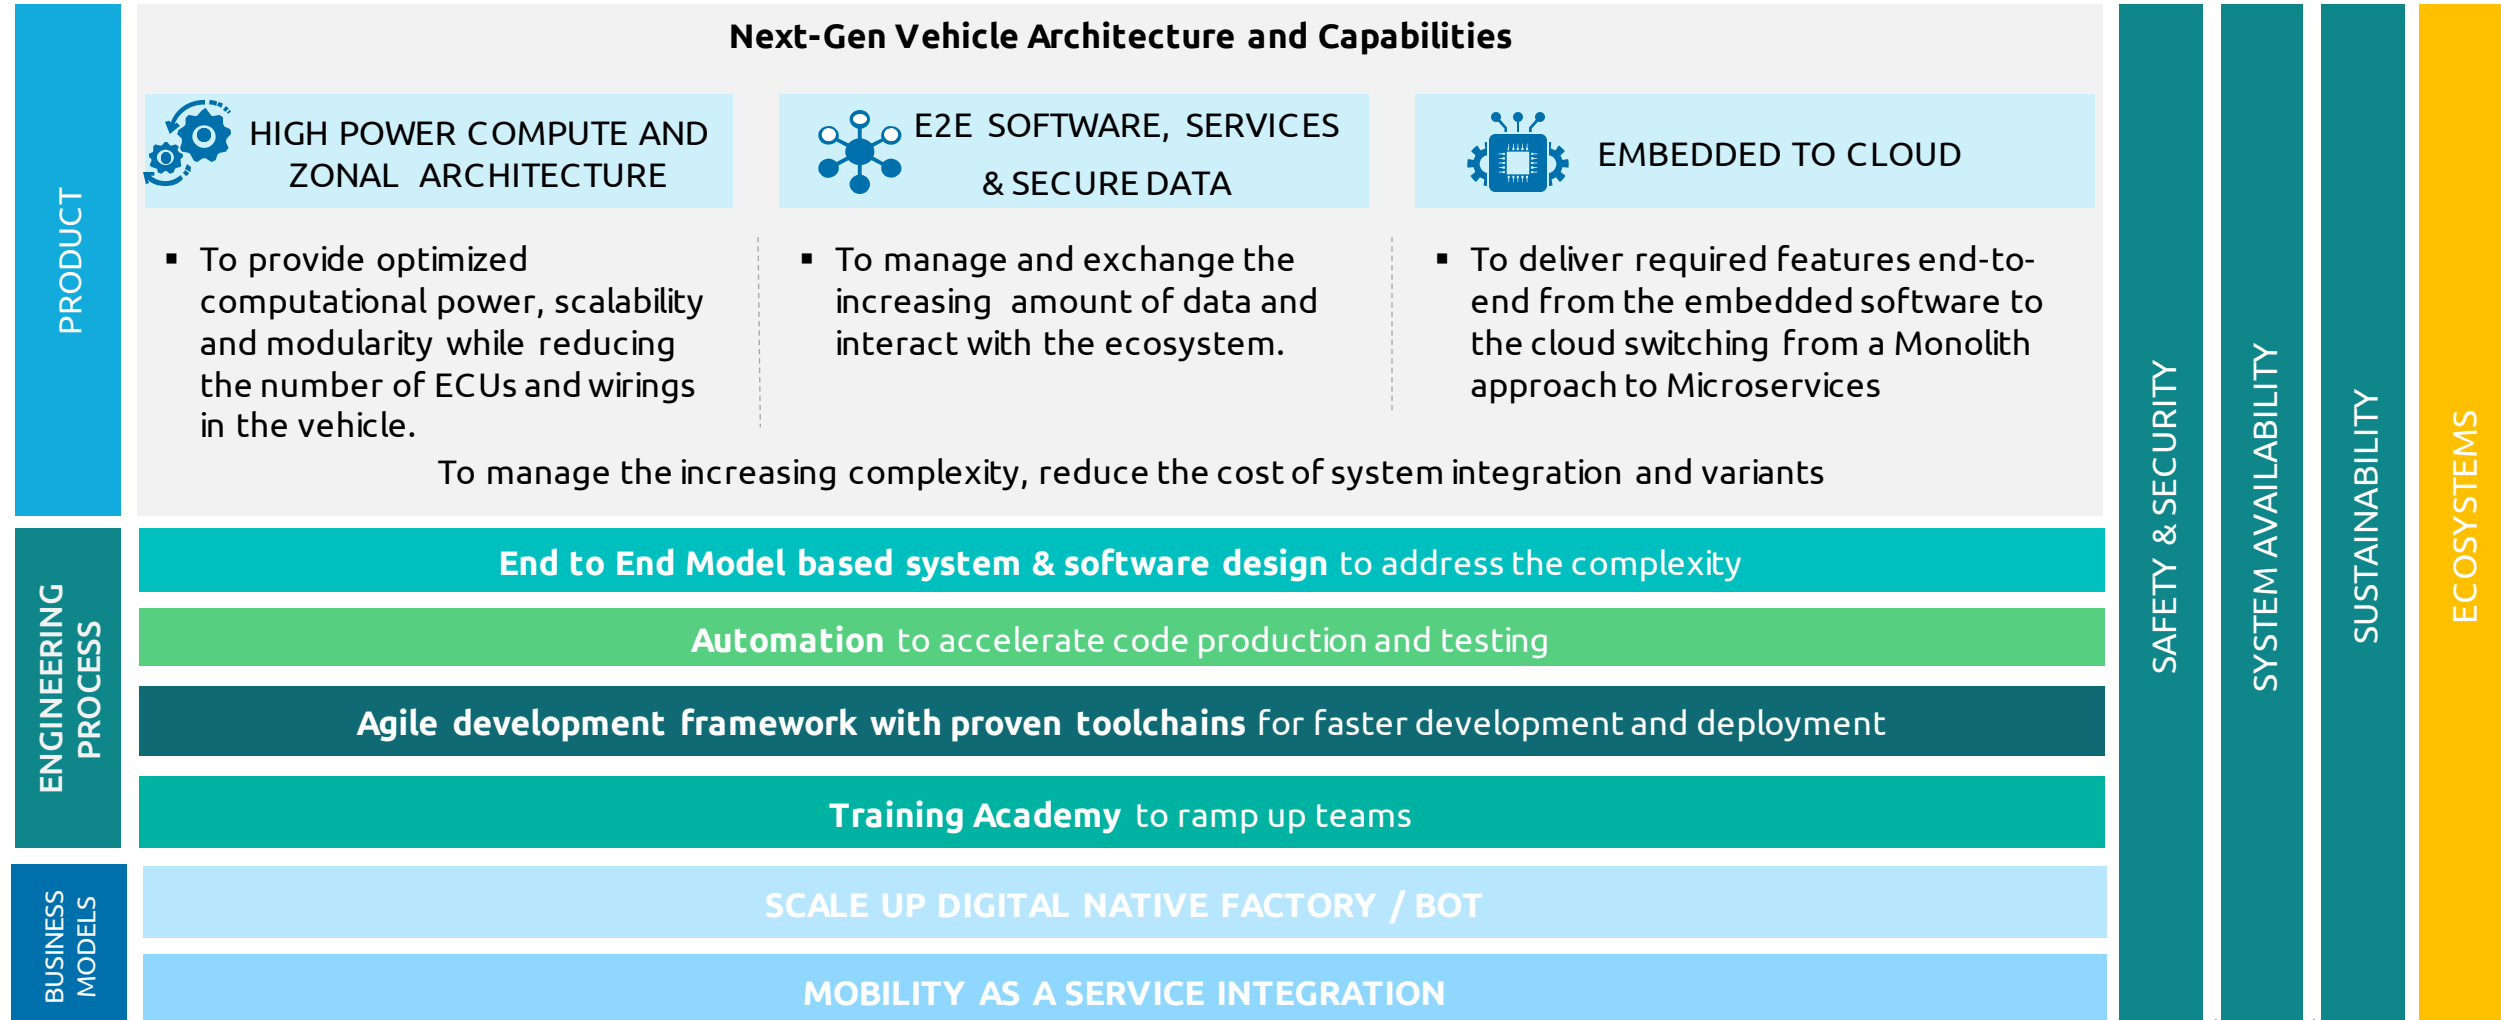 Next-Gen Vehicle Architecture and Capabilities
PRODUCT
HIGH POWER COMPUTE AND
ZONAL ARCHITECTURE
▪ To provide optimized
computational power, scalability
and modularity while reducing
the number of ECUs and wirings
in the vehicle.
E2E SOFTWARE, SERVICES
& SECURE DATA
▪ To manage and exchange the
increasing amount of data and
interact with the ecosystem.
EMBEDDED TO CLOUD
▪ To deliver required features end-to-
end from the embedded software to
the cloud switching from a Monolith
approach to Microservices
To manage the increasing complexity, reduce the cost of system integration and variants
ENGINEERING
PROCESS
End to End Model based system & software design to address the complexity
Automation to accelerate code production and testing
Agile development framework with proven toolchains for faster development and deployment
Training Academy to ramp up teams
BUSINESS
MODELS
SCALE UP DIGITAL NATIVE FACTORY / BOT
MOBILITY AS A SERVICE INTEGRATION
SAFETY & SECURITY
SYSTEM AVAILABILITY
SUSTAINABILITY
ECOSYSTEMS